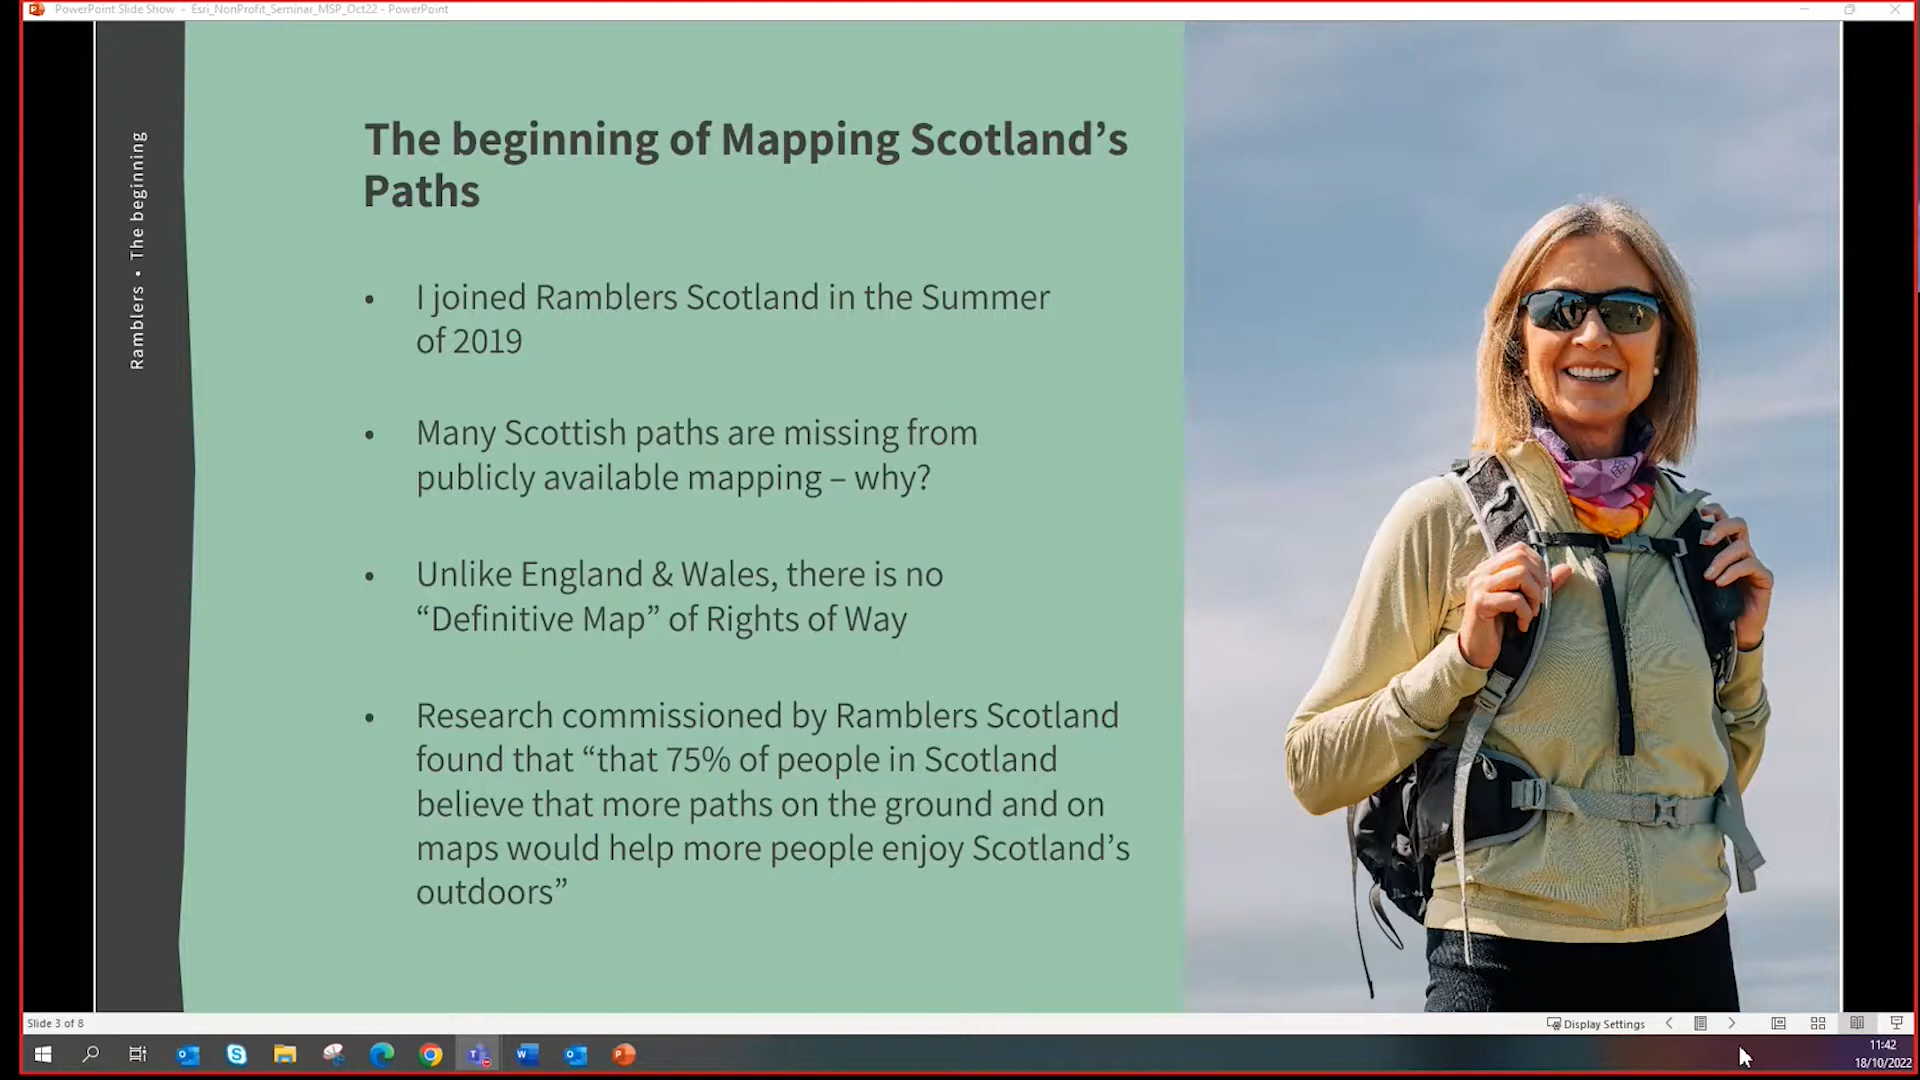 PowerPoint Slide Show - Esri_NonProfit_Seminar_MSP_Oct22 - PowerPoint
Ramblers • The beginning
The beginning of Mapping Scotland’s
Paths
• I joined Ramblers Scotland in the Summer
of 2019
• Many Scottish paths are missing from
publicly available mapping – why?
• Unlike England & Wales, there is no
“Definitive Map” of Rights of Way
• Research commissioned by Ramblers Scotland
found that “that 75% of people in Scotland
believe that more paths on the ground and on
maps would help more people enjoy Scotland’s
outdoors”
Slide 3 of 8
Display Settings
11:42
18/10/2022